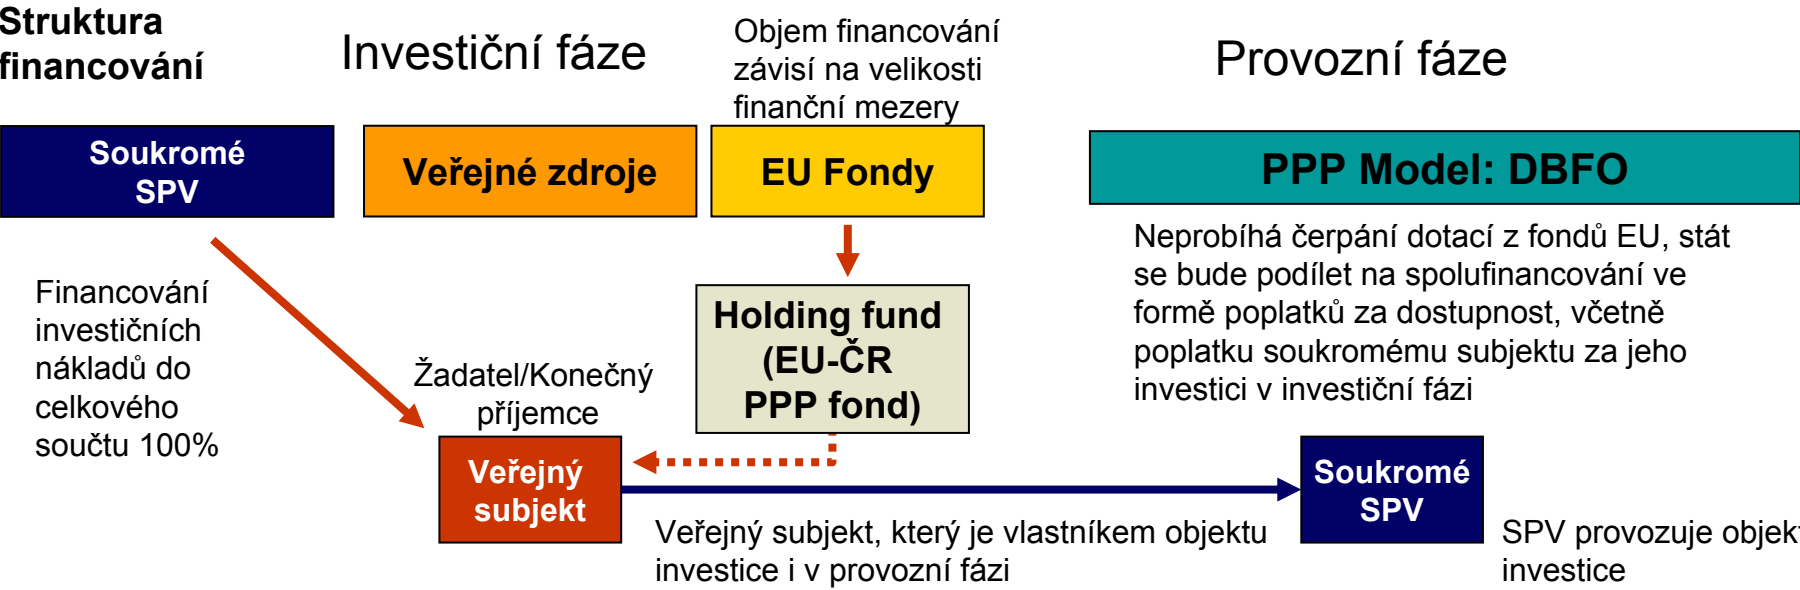 Struktura
financování
Investiční fáze
Objem financování
závisí na velikosti
finanční mezery
Provozní fáze
Soukromé
SPV
Veřejné zdroje
EU Fondy
PPP Model: DBFO
Financování
investičních
nákladů do
celkového
součtu 100%
Žadatel/Konečný
příjemce
Holding fund
(EU-ČR
PPP fond)
Neprobíhá čerpání dotací z fondů EU, stát
se bude podílet na spolufinancování ve
formě poplatků za dostupnost, včetně
poplatku soukromému subjektu za jeho
investici v investiční fázi
Veřejný
subjekt
Soukromé
SPV
Veřejný subjekt, který je vlastníkem objektu
investice i v provozní fázi
SPV provozuje objekt
investice